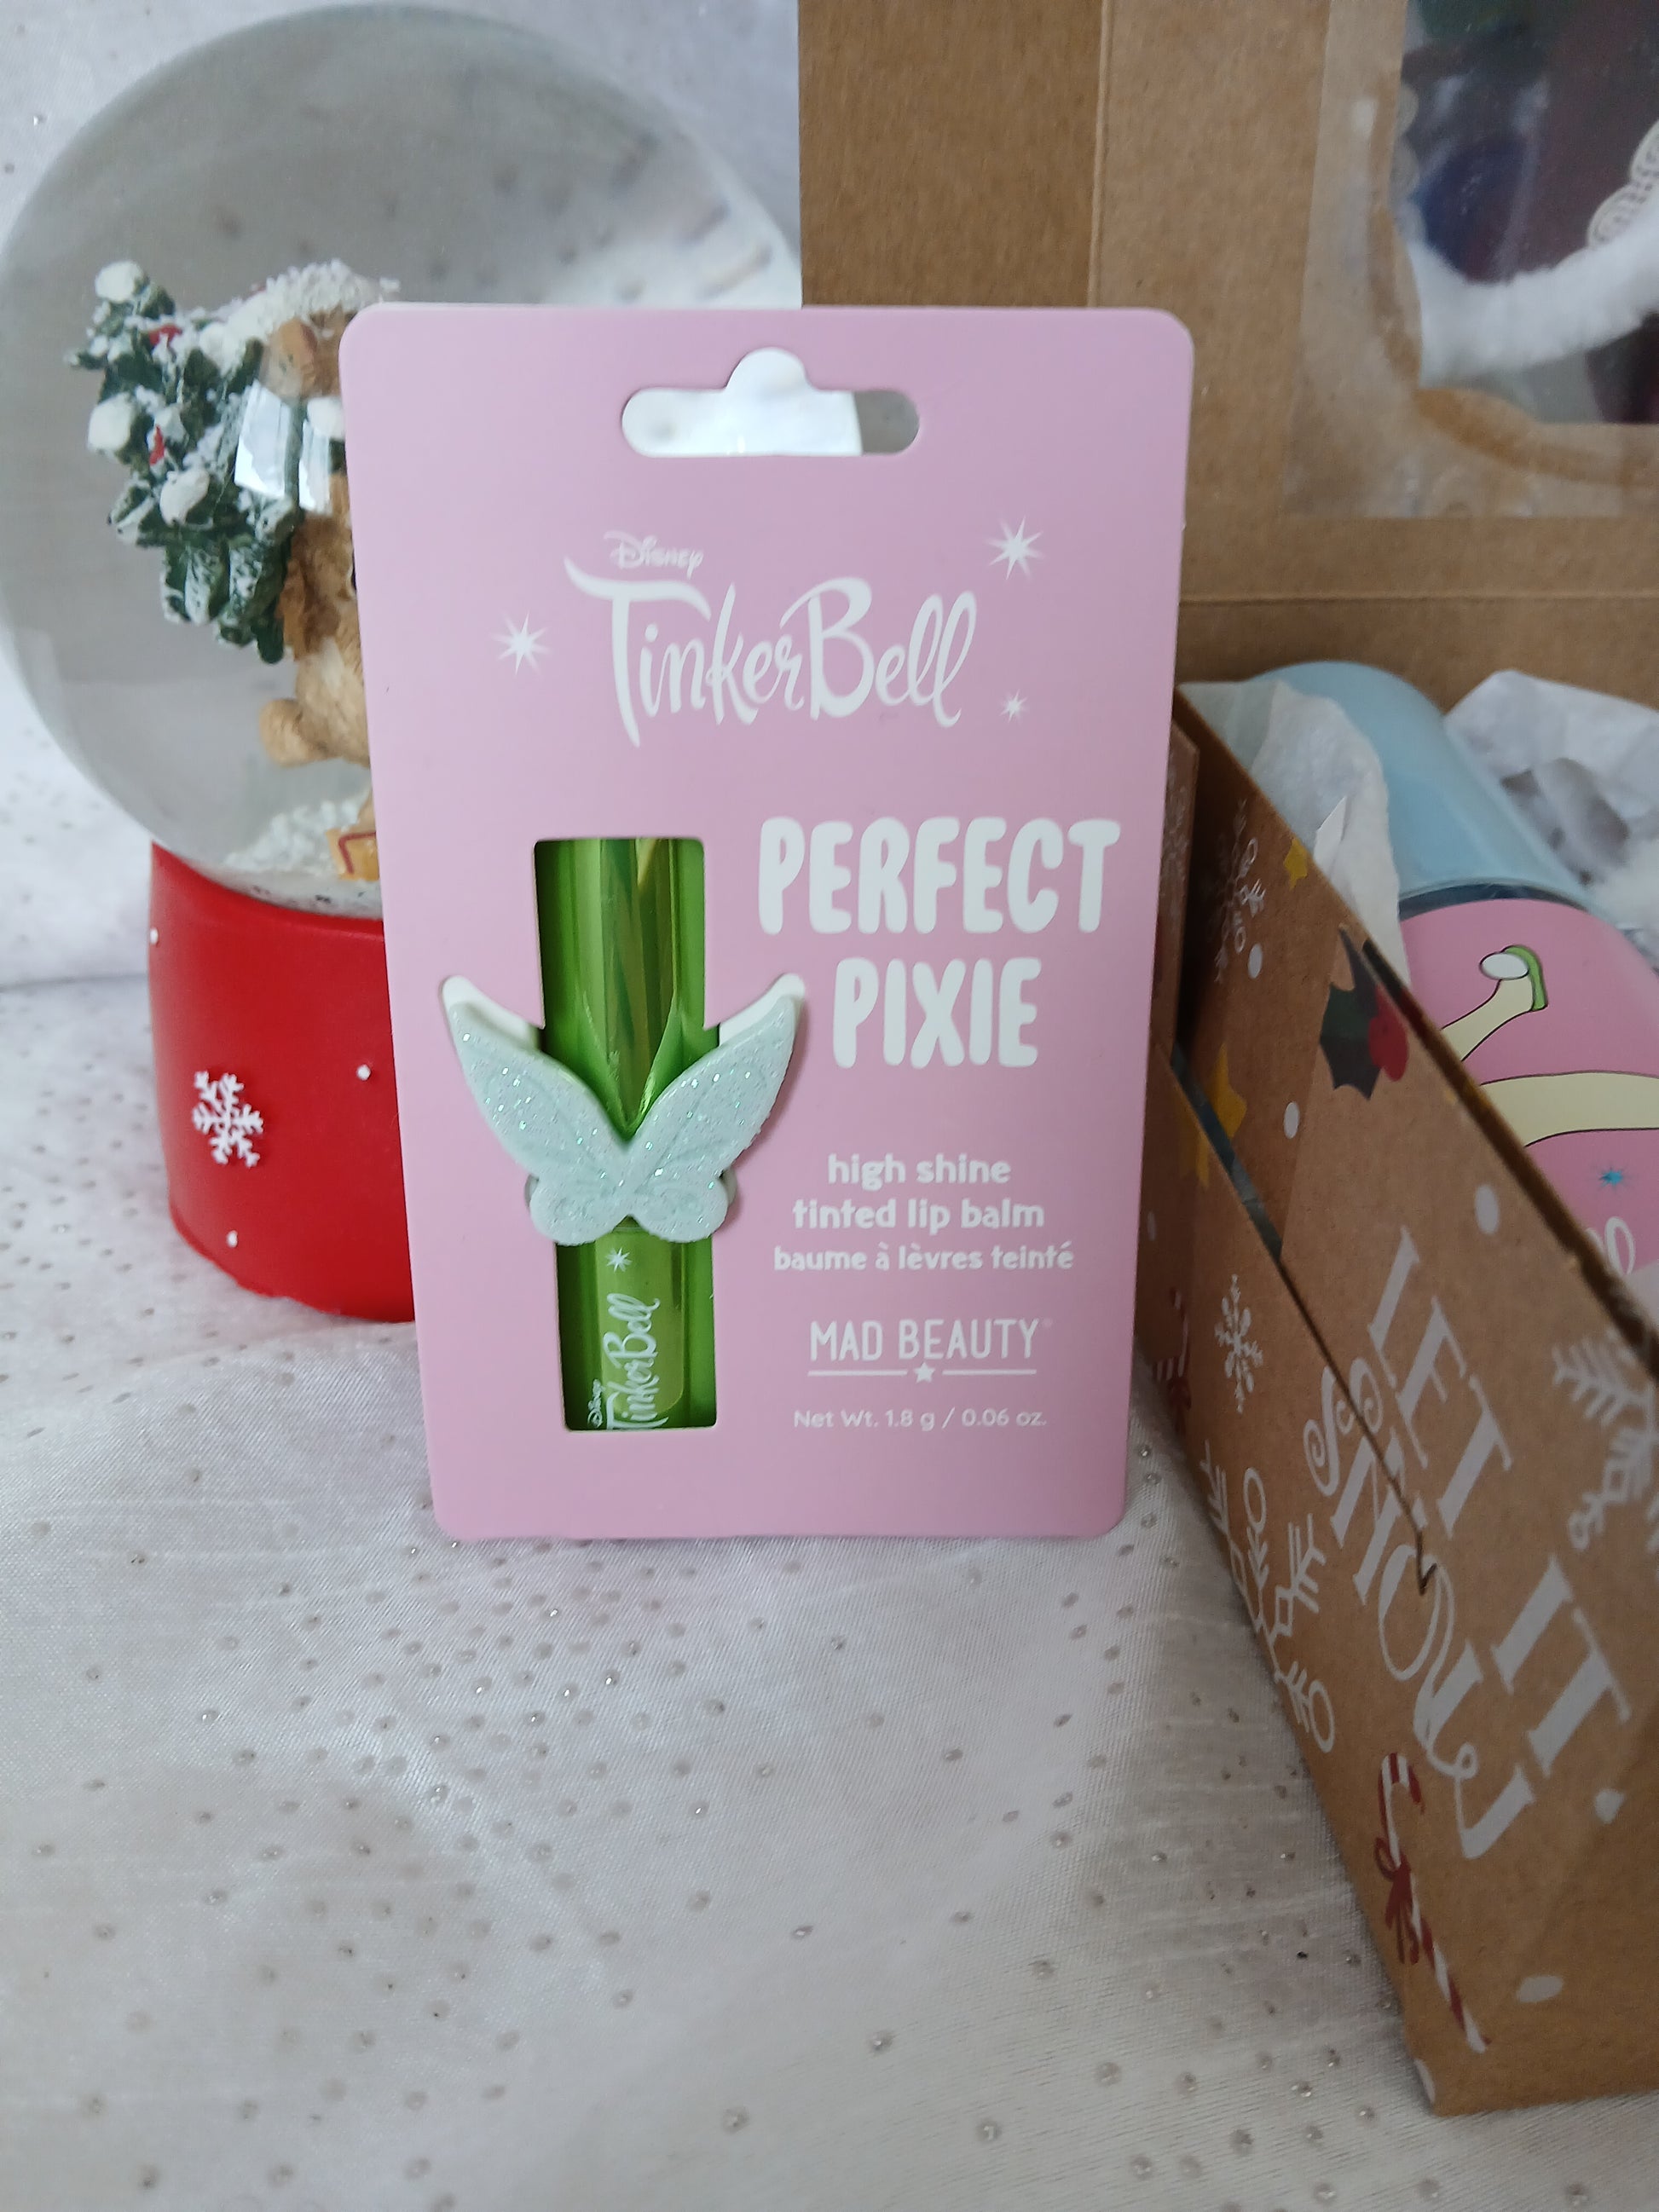 Disney
TinkerBell
PERFECT
PIXIE
high shine
tinted lip balm
baume à lèvres teinté
MAD BEAUTY®
Net Wt. 1.8 g / 0.06 oz.
Disney
TinkerBell
LET IT
SNOW